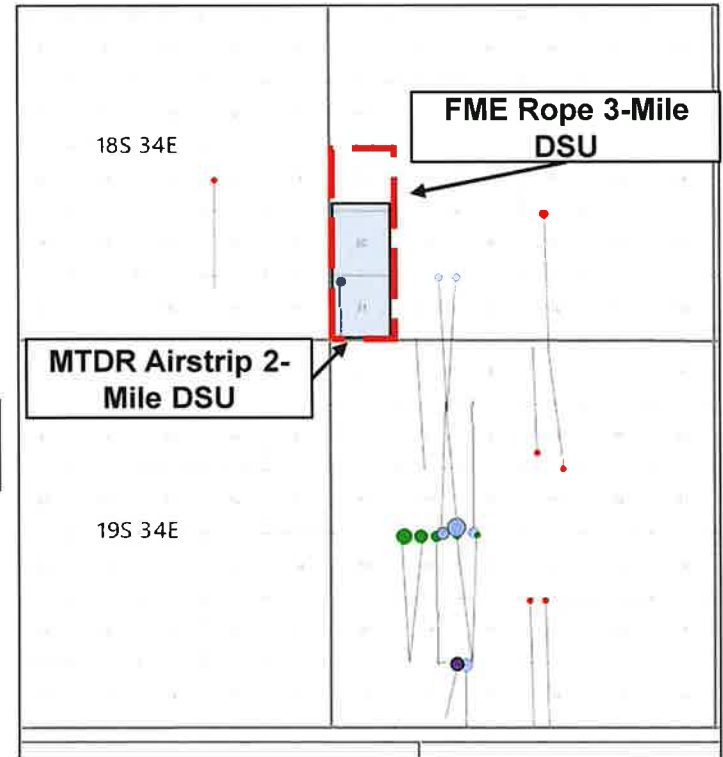 FME Rope 3-Mile
DSU
18S 34E
MTDR Airstrip 2-
Mile DSU
19S 34E